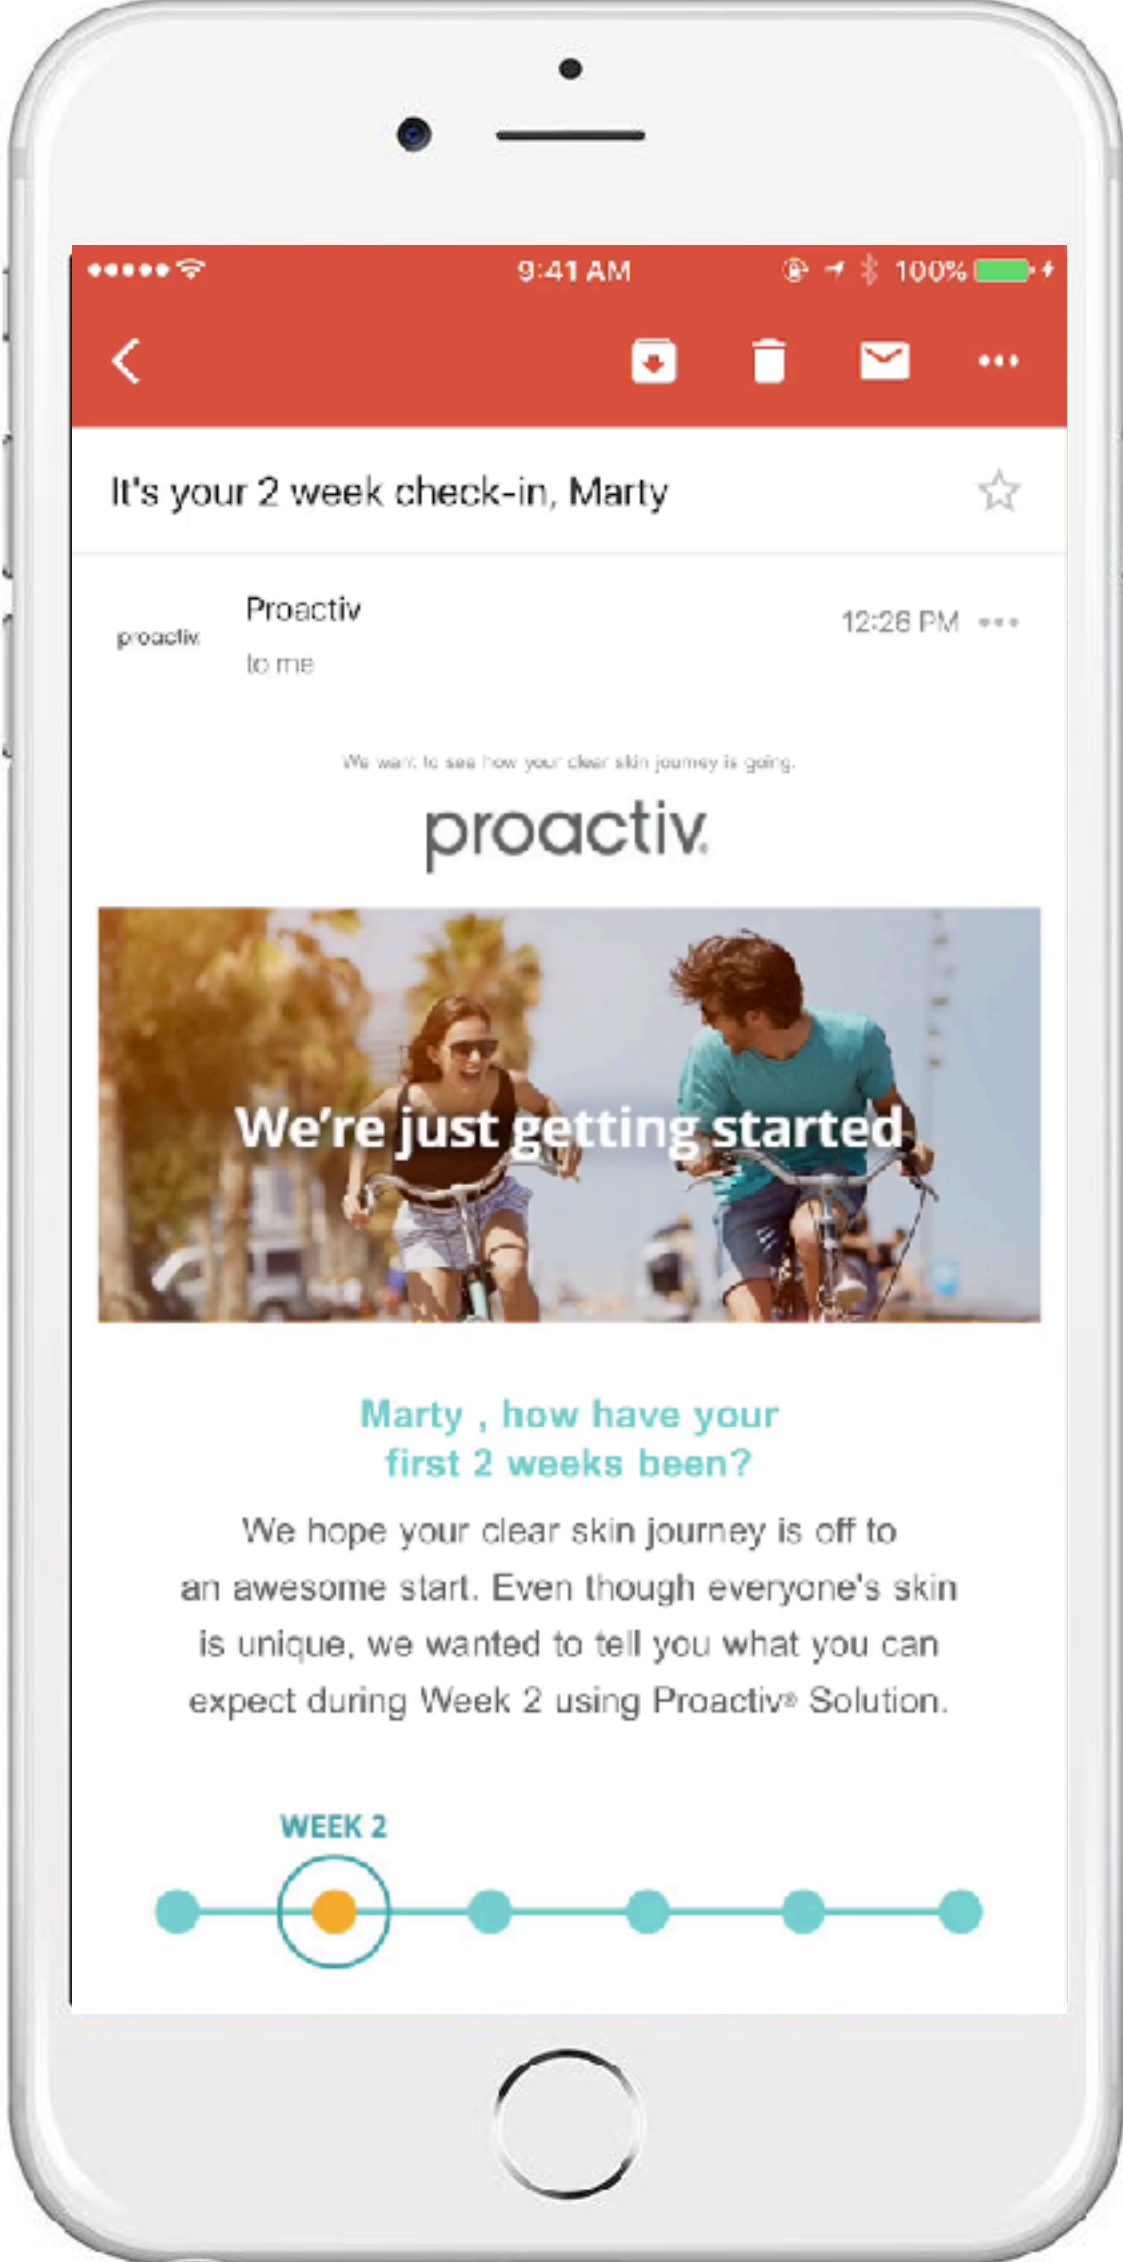 9:41 AM 100%
It's your 2 week check-in, Marty
proactiv.
Proactiv
12:26 PM
to me
We want to see how your clear skin journey is going.
proactiv.
We're just getting started
Marty , how have your
first 2 weeks been?
We hope your clear skin journey is off to
an awesome start. Even though everyone's skin
is unique, we wanted to tell you what you can
expect during Week 2 using Proactiv® Solution.
WEEK 2